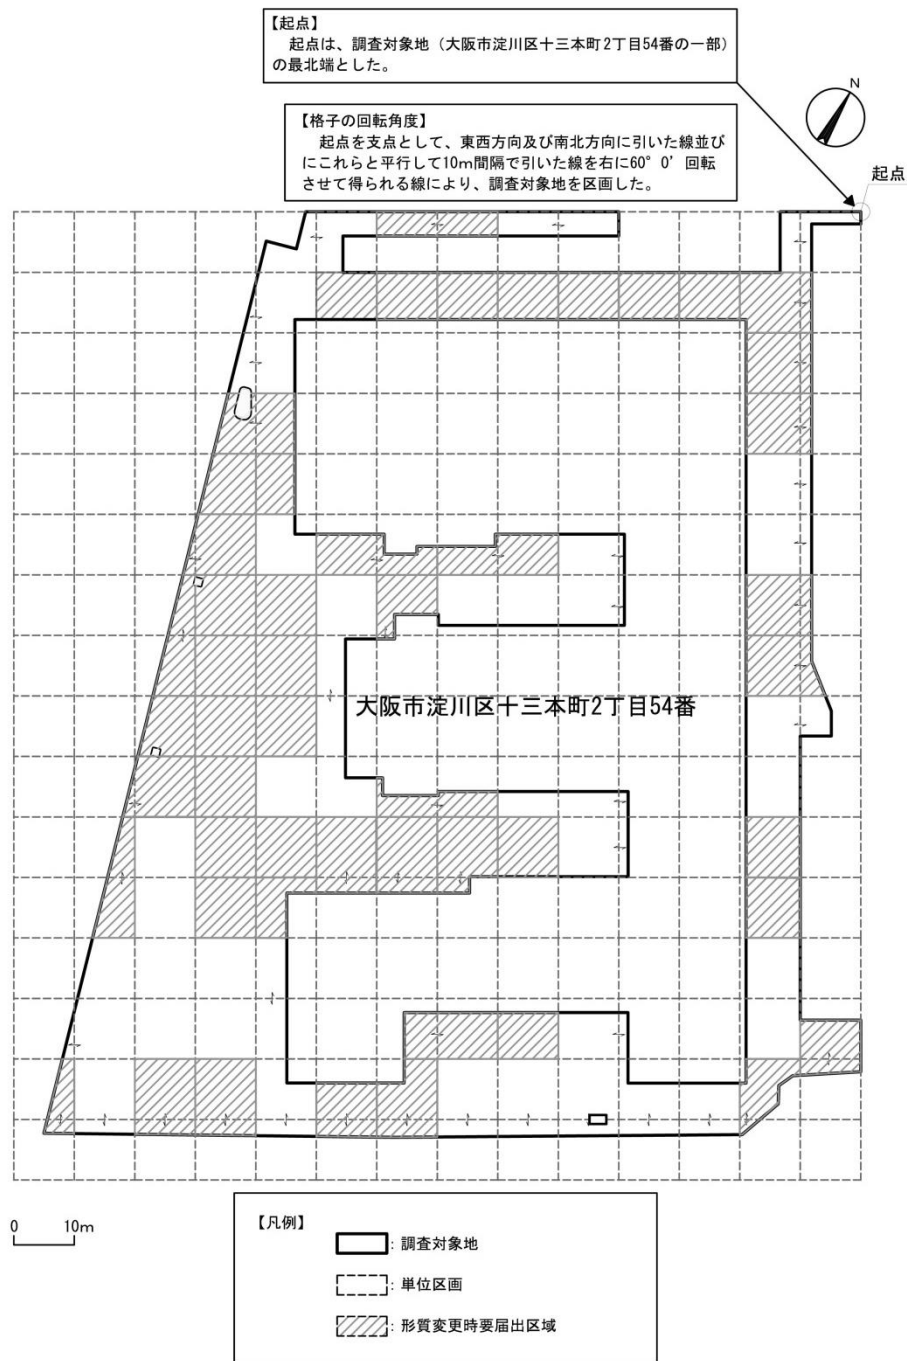 【起点】
起点は、調査対象地（大阪市淀川区十三本町2丁目54番の一部）
の最北端とした。
N
【格子の回転角度】
起点を支点として、東西方向及び南北方向に引いた線並び
にこれらと平行して10m間隔で引いた線を右に60°0′回転
させて得られる線により、調査対象地を区画した。
起点
大阪市淀川区十三本町2丁目54番
0 10m
【凡例】
: 調査対象地
: 単位区画
: 形質変更時要届出区域